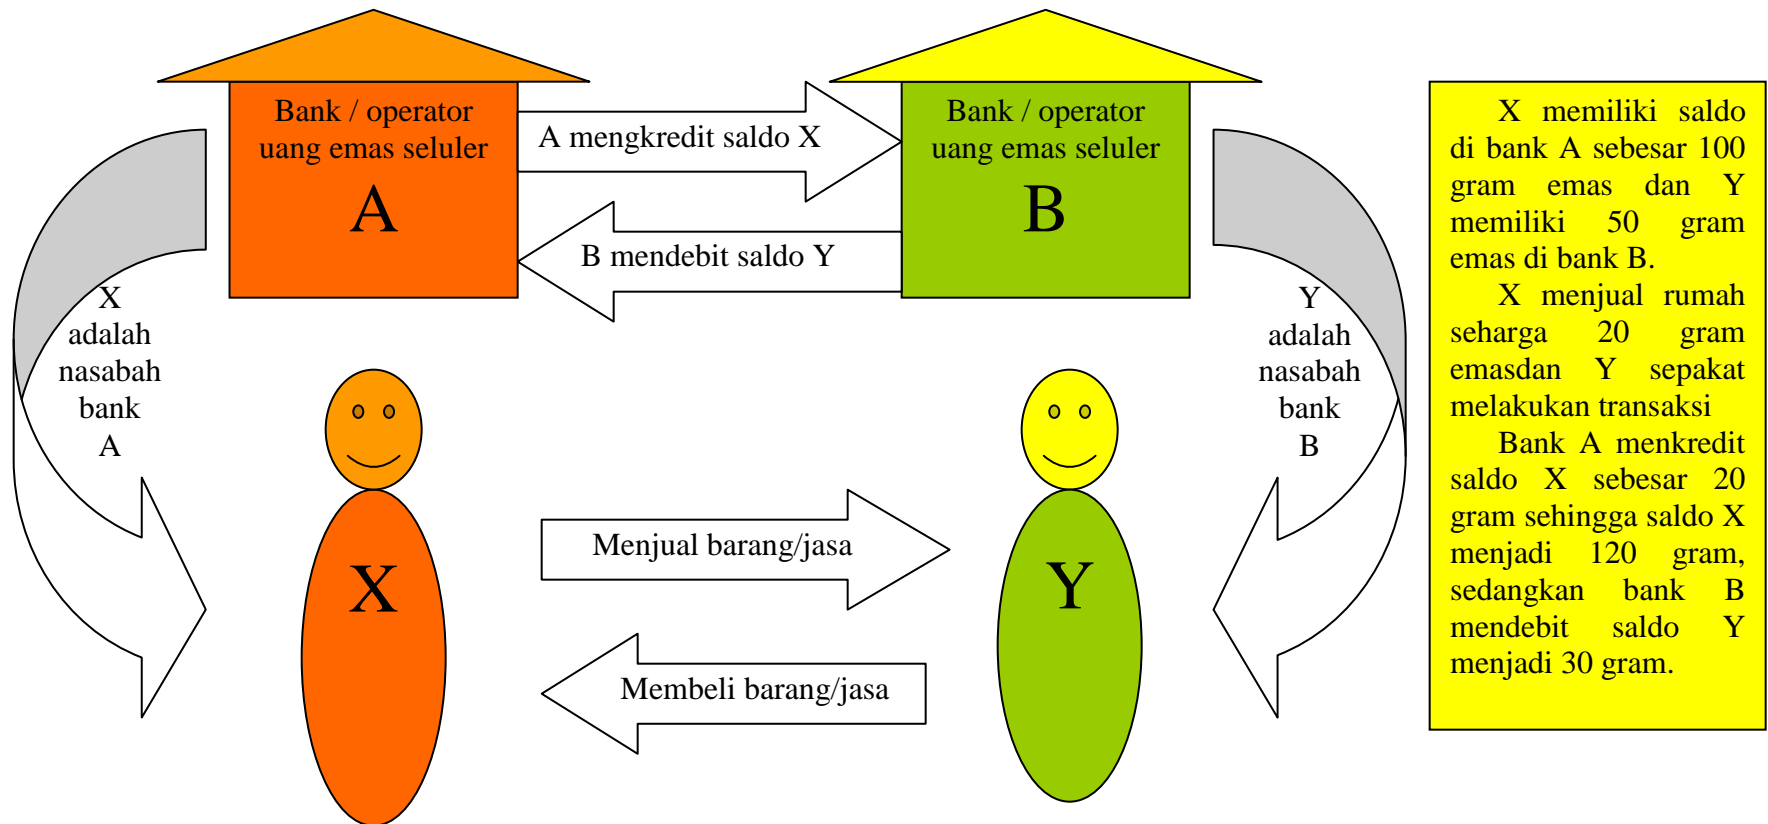 Bank / operator
uang emas seluler
A
A mengkredit saldo X
B mendebit saldo Y
Bank / operator
uang emas seluler
B
X
adalah
nasabah
bank
A
Y
adalah
nasabah
bank
B
X
Menjual barang/jasa
Membeli barang/jasa
Y
X memiliki saldo
di bank A sebesar 100
gram emas dan Y
memiliki 50 gram
emas di bank B.
X menjual rumah
seharga 20 gram
emasdan Y sepakat
melakukan transaksi
Bank A menkredit
saldo X sebesar 20
gram sehingga saldo X
menjadi 120 gram,
sedangkan bank B
mendebit saldo Y
menjadi 30 gram.